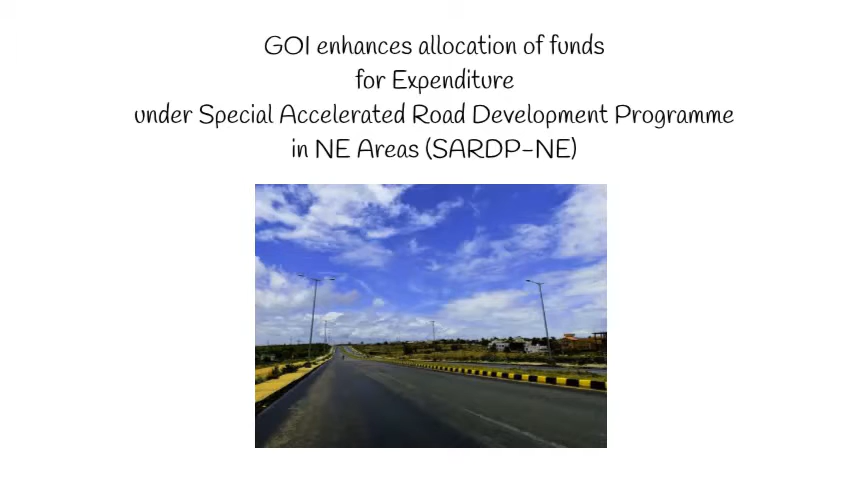 GOI enhances allocation of funds
for Expenditure
under Special Accelerated Road Development Programme
in NE Areas (SARDP-NE)